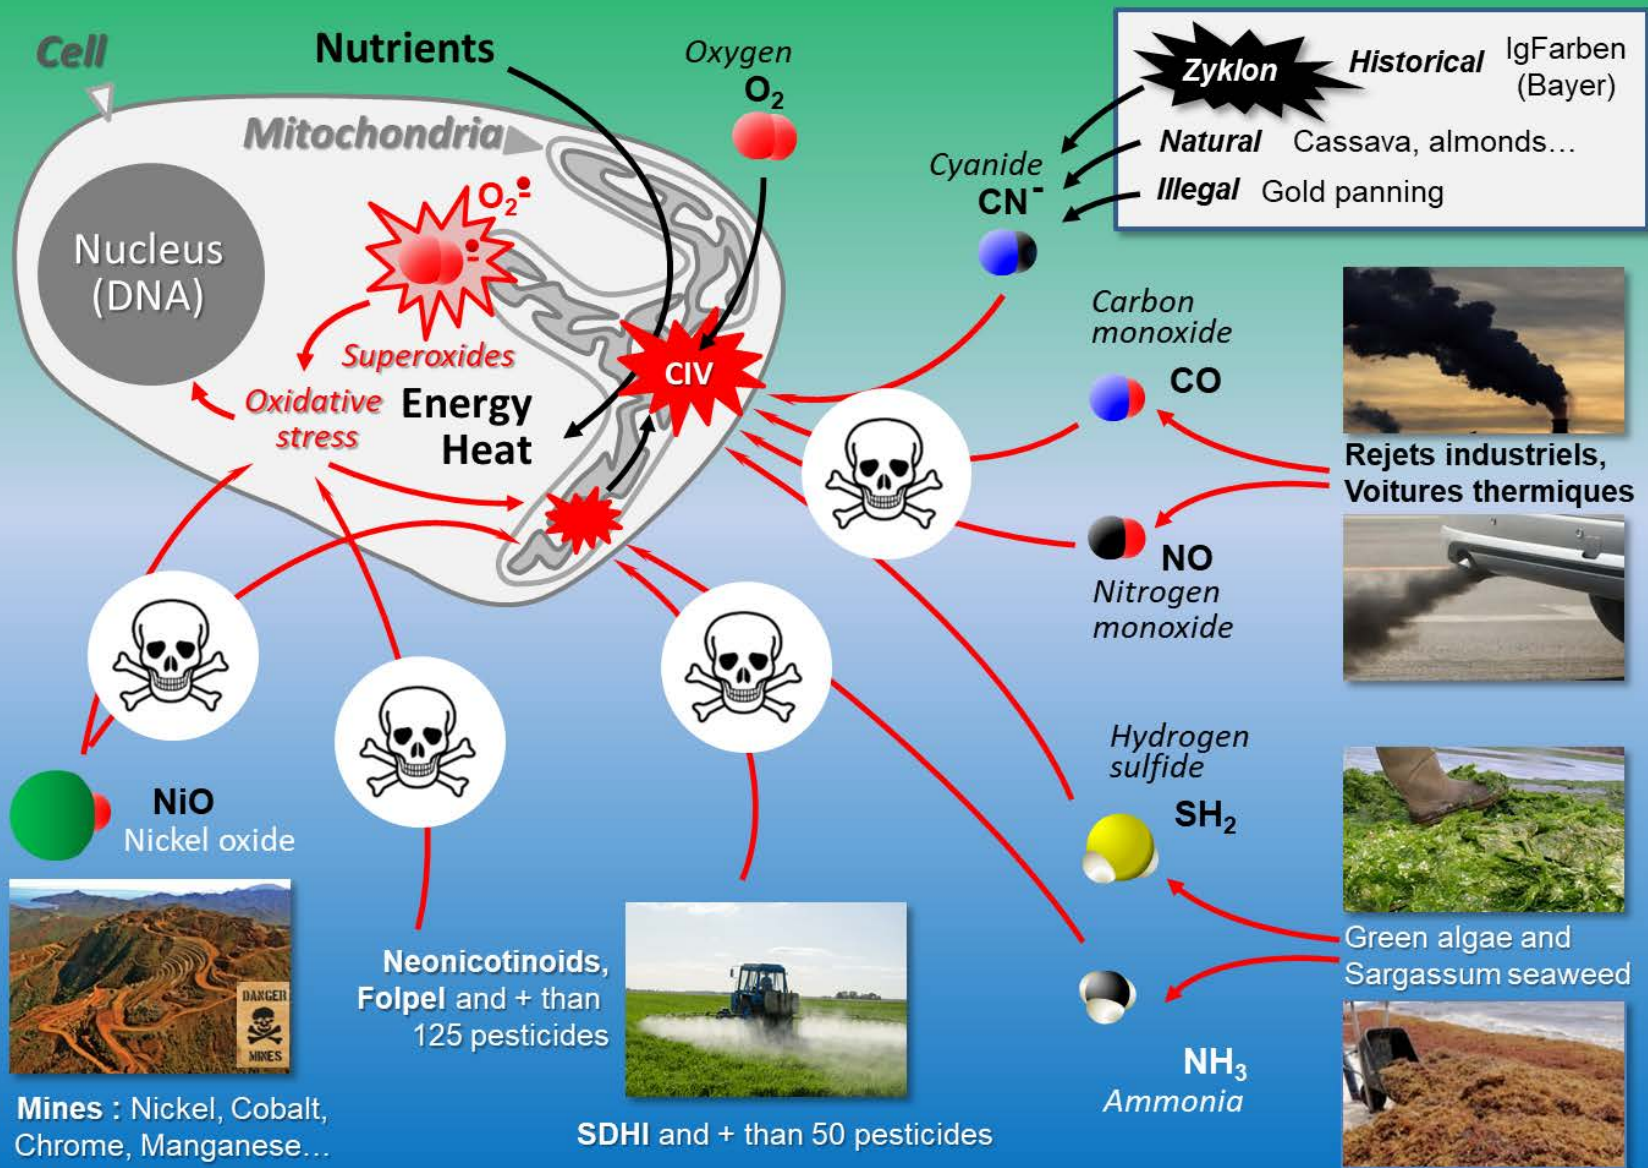 Cell
Nutrients
Oxygen
O₂
Mitochondria
Nucleus
(DNA)
O₂•-
Superoxides
Oxidative
stress
Energy
Heat
CIV
Zyklon
Historical
IgFarben
(Bayer)
Natural Cassava, almonds…
Illegal Gold panning
Cyanide
CN⁻
Carbon
monoxide
CO
Rejets industriels,
Voitures thermiques
NO
Nitrogen
monoxide
Hydrogen
sulfide
SH₂
Green algae and
Sargassum seaweed
NH₃
Ammonia
NiO
Nickel oxide
DANGER
MINES
Mines : Nickel, Cobalt,
Chrome, Manganese…
Neonicotinoids,
Folpel and + than
125 pesticides
SDHI and + than 50 pesticides